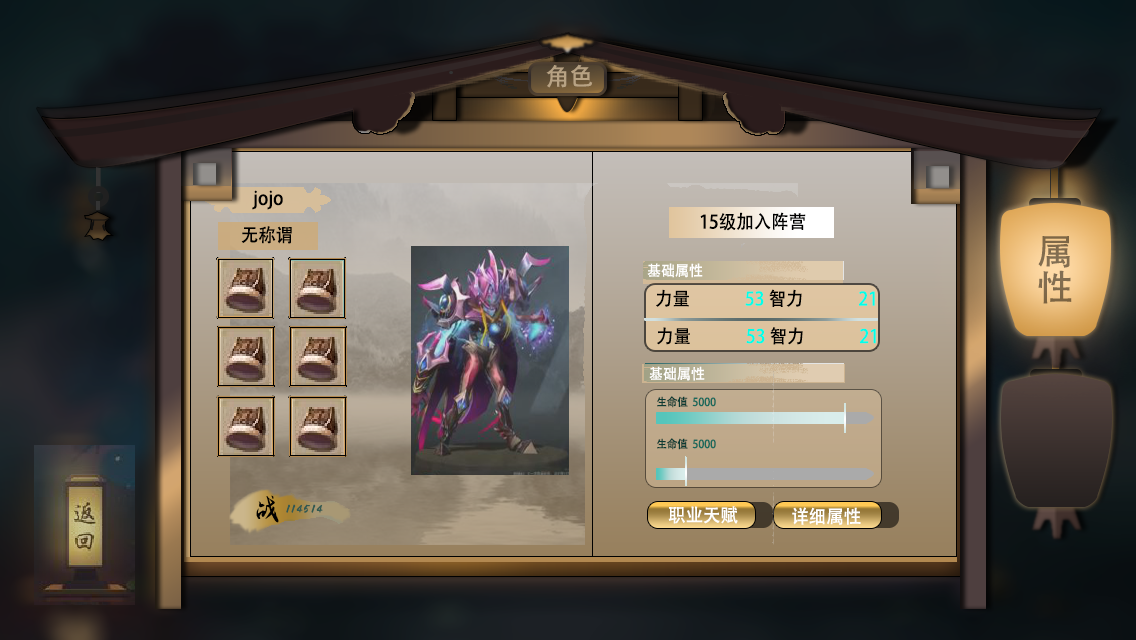 角色
jojo
无称谓
15级加入阵营
基础属性
力量 53 智力 21
力量 53 智力 21
基础属性
生命值 5000
生命值 5000
战 114514
职业天赋 详细属性
属性
返回